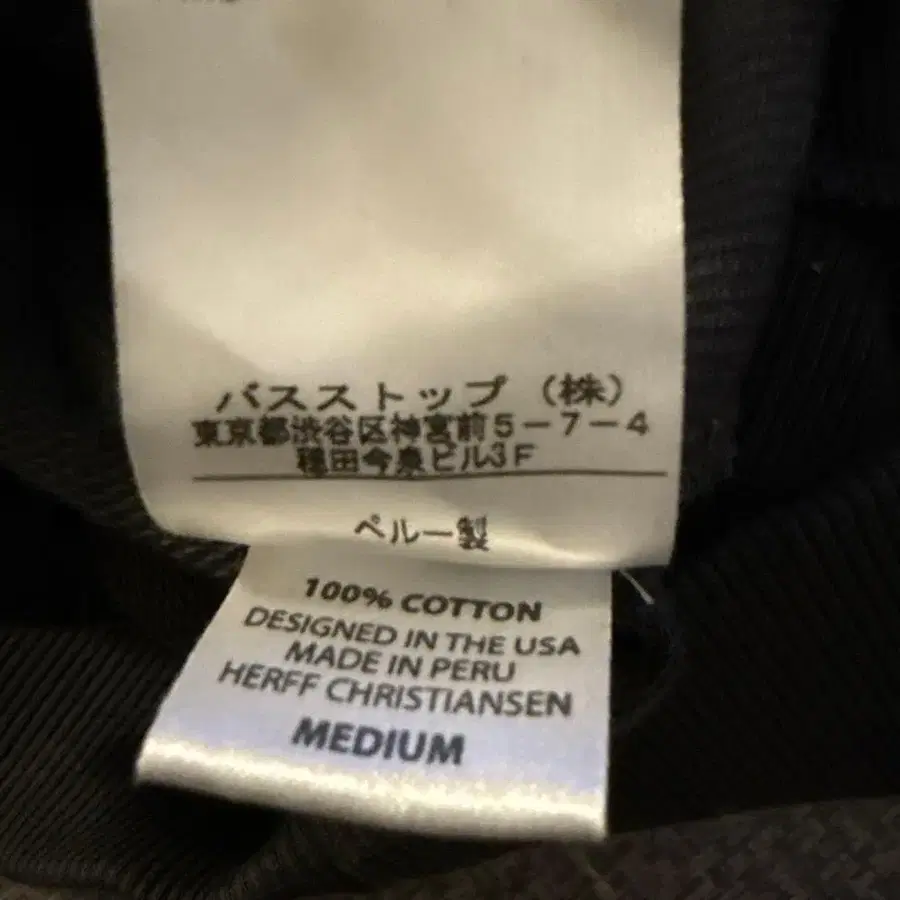 バスストップ（株）
東京都渋谷区神宮前５－７－４
穐田今泉ビル3F
ペルー製
100% COTTON
DESIGNED IN THE USA
MADE IN PERU
HERFF CHRISTIANSEN
MEDIUM